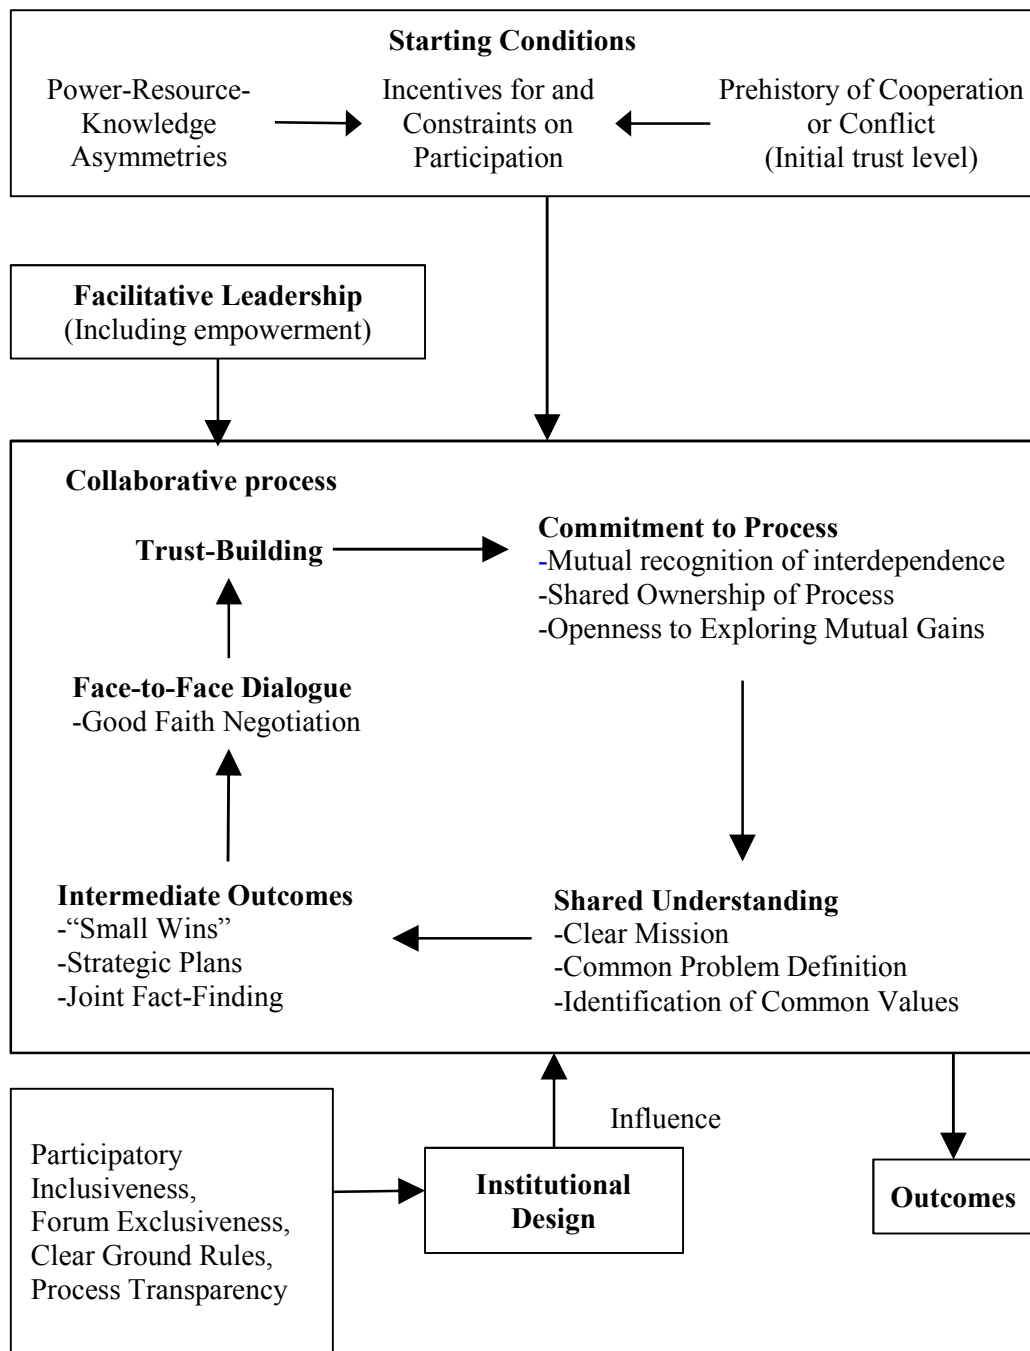 Starting Conditions
Power-Resource-
Knowledge
Asymmetries
Incentives for and
Constraints on
Participation
Prehistory of Cooperation
or Conflict
(Initial trust level)
Facilitative Leadership
(Including empowerment)
Collaborative process
Trust-Building
Commitment to Process
-Mutual recognition of interdependence
-Shared Ownership of Process
-Openness to Exploring Mutual Gains
Face-to-Face Dialogue
-Good Faith Negotiation
Intermediate Outcomes
-“Small Wins”
-Strategic Plans
-Joint Fact-Finding
Shared Understanding
-Clear Mission
-Common Problem Definition
-Identification of Common Values
Participatory
Inclusiveness,
Forum Exclusiveness,
Clear Ground Rules,
Process Transparency
Influence
Institutional
Design
Outcomes